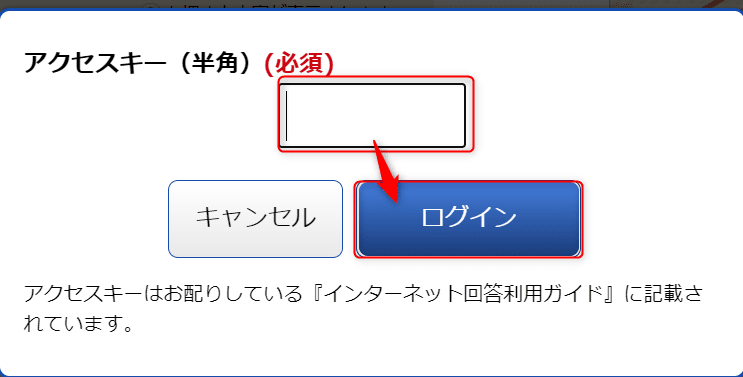 アクセスキー（半角）(必須)
キャンセル
ログイン
アクセスキーはお配りしている『インターネット回答利用ガイド』に記載さ
れています。